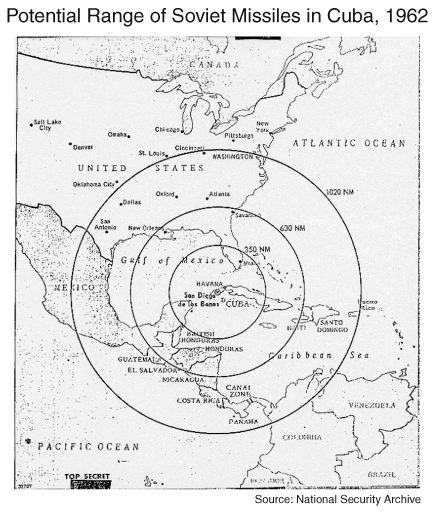 Potential Range of Soviet Missiles in Cuba, 1962
CANADA
Salt Lake
City
Denver
Omaha
Chicago
Pittsburgh
New
York
ATLANTIC OCEAN
St. Louis
Cincinnati
WASHINGTON
UNITED STATES
1020 NM
Oklahoma City
Oxford
Atlanta
Dallas
Savannah
San
Antonio
New Orleans
630 NM
350 NM
Gulf of Mexico
MEXICO
HAVANA
San Diego
de los Banos
CUBA
HAITI
SANTO
DOMINGO
BRITISH
HONDURAS
HONDURAS
GUATEMALA
EL SALVADOR
NICARAGUA
Caribbean Sea
COSTA RICA
CANAL
ZONE
PANAMA
VENEZUELA
COLOMBIA
PACIFIC OCEAN
BRAZIL
TOP SECRET
Source: National Security Archive